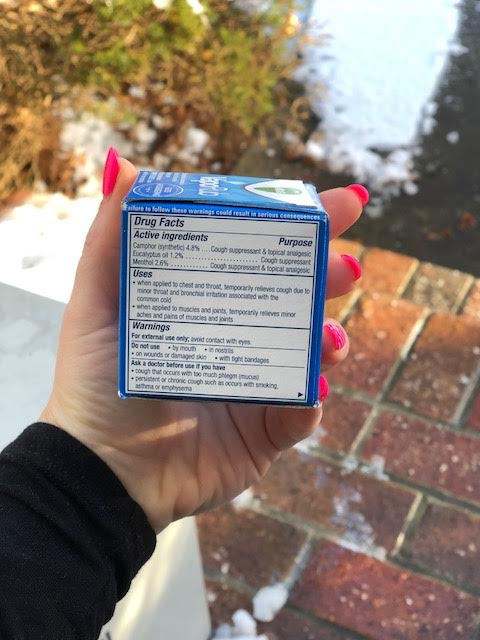 Failure to follow these warnings could result in serious consequences.
Drug Facts
Active ingredients Purpose
Camphor (synthetic) 4.8% ....Cough suppressant & topical analgesic
Eucalyptus oil 1.2% ............................ Cough suppressant
Menthol 2.6% .............. Cough suppressant & topical analgesic
Uses
• when applied to chest and throat, temporarily relieves cough due to
minor throat and bronchial irritation associated with the
common cold
• when applied to muscles and joints, temporarily relieves minor
aches and pains of muscles and joints
Warnings
For external use only; avoid contact with eyes.
Do not use • by mouth • in nostrils
• on wounds or damaged skin • with tight bandages
Ask a doctor before use if you have
• cough that occurs with too much phlegm (mucus)
• persistent or chronic cough such as occurs with smoking,
asthma or emphysema